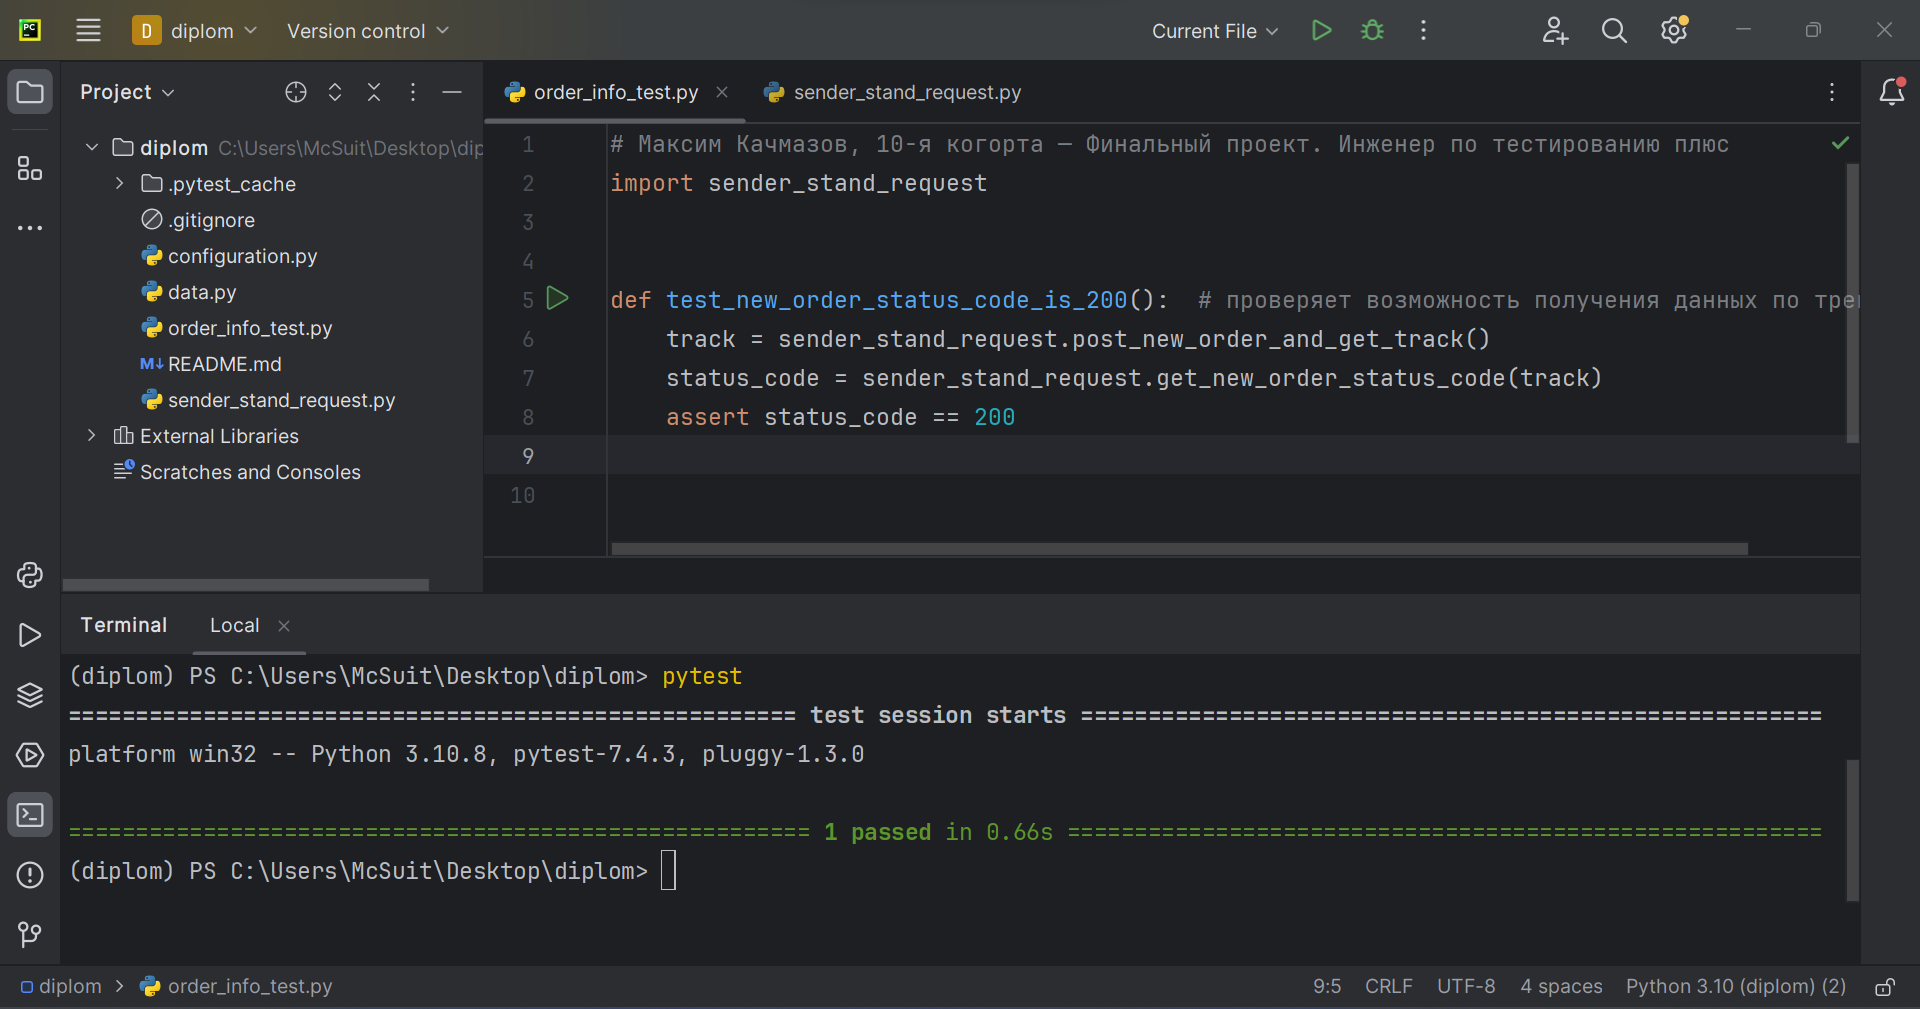 PC
D diplom Version control Current File
Project
order_info_test.py sender_stand_request.py
diplom C:\Users\McSuit\Desktop\dip
.pytest_cache
.gitignore
configuration.py
data.py
order_info_test.py
M↓ README.md
sender_stand_request.py
External Libraries
Scratches and Consoles
1 # Максим Качмазов, 10-я когорта — Финальный проект. Инженер по тестированию плюс
2 import sender_stand_request
3
4
5 def test_new_order_status_code_is_200(): # проверяет возможность получения данных по тре
6 track = sender_stand_request.post_new_order_and_get_track()
7 status_code = sender_stand_request.get_new_order_status_code(track)
8 assert status_code == 200
9
10
Terminal Local
(diplom) PS C:\Users\McSuit\Desktop\diplom> pytest
====================================================== test session starts =======================================================
platform win32 -- Python 3.10.8, pytest-7.4.3, pluggy-1.3.0
======================================================= 1 passed in 0.66s ========================================================
(diplom) PS C:\Users\McSuit\Desktop\diplom>
diplom > order_info_test.py 9:5 CRLF UTF-8 4 spaces Python 3.10 (diplom) (2)